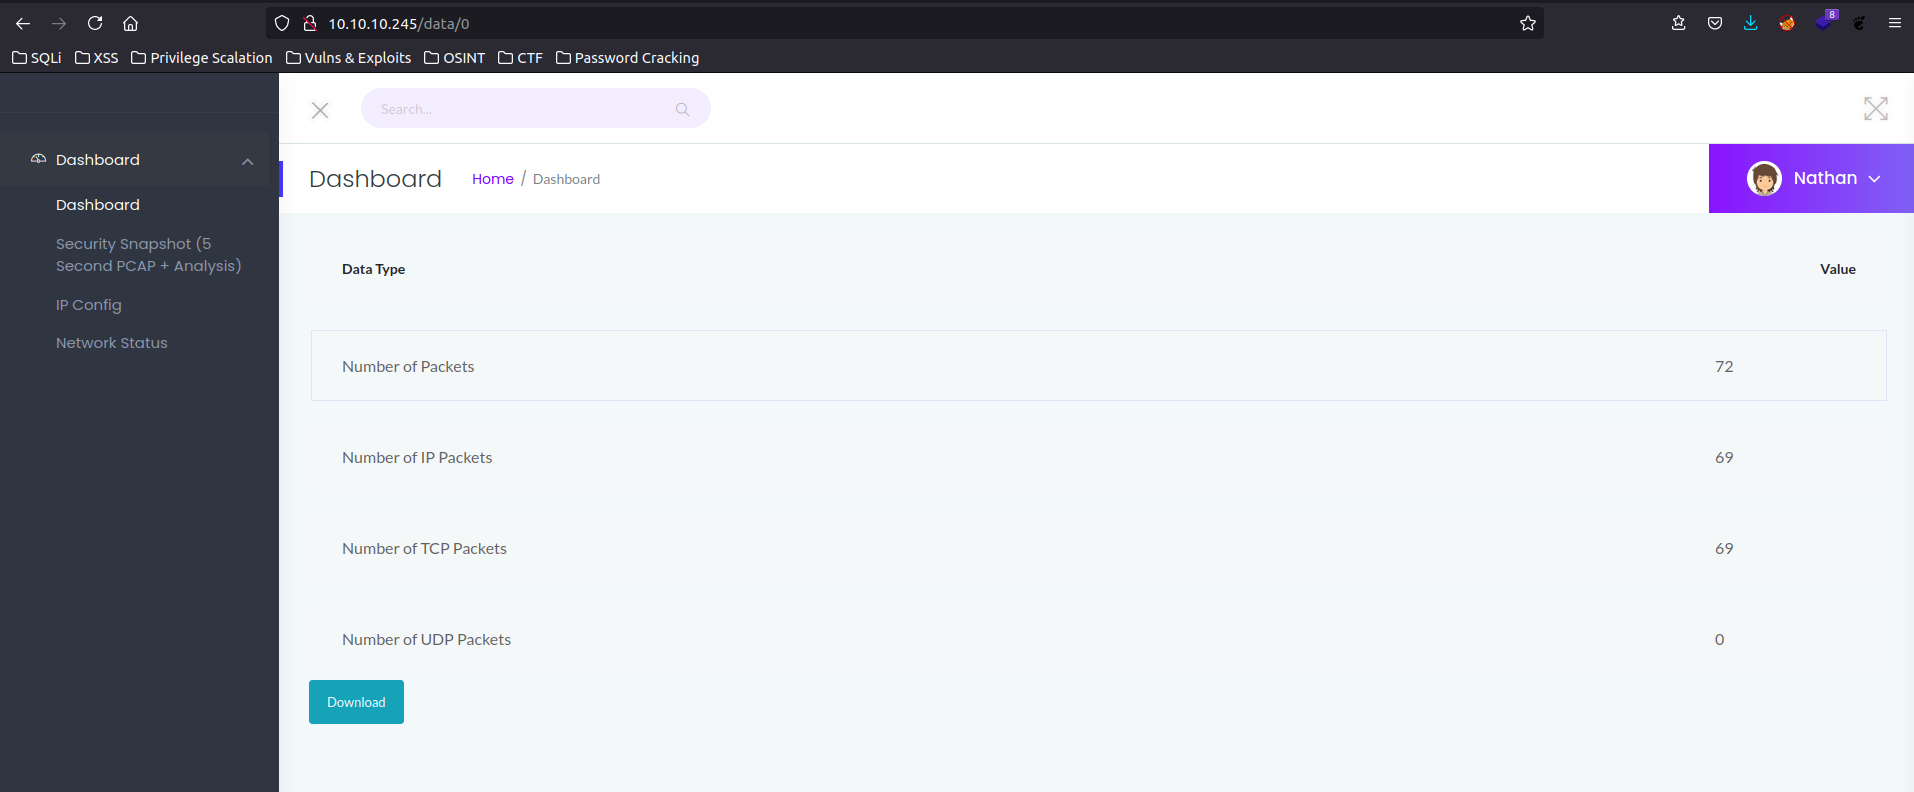 10.10.10.245/data/0
SQLi XSS Privilege Scalation Vulns & Exploits OSINT CTF Password Cracking
8
Search...
Dashboard
Dashboard
Security Snapshot (5
Second PCAP + Analysis)
IP Config
Network Status
Dashboard Home / Dashboard
Nathan
Data Type Value
Number of Packets 72
Number of IP Packets 69
Number of TCP Packets 69
Number of UDP Packets 0
Download